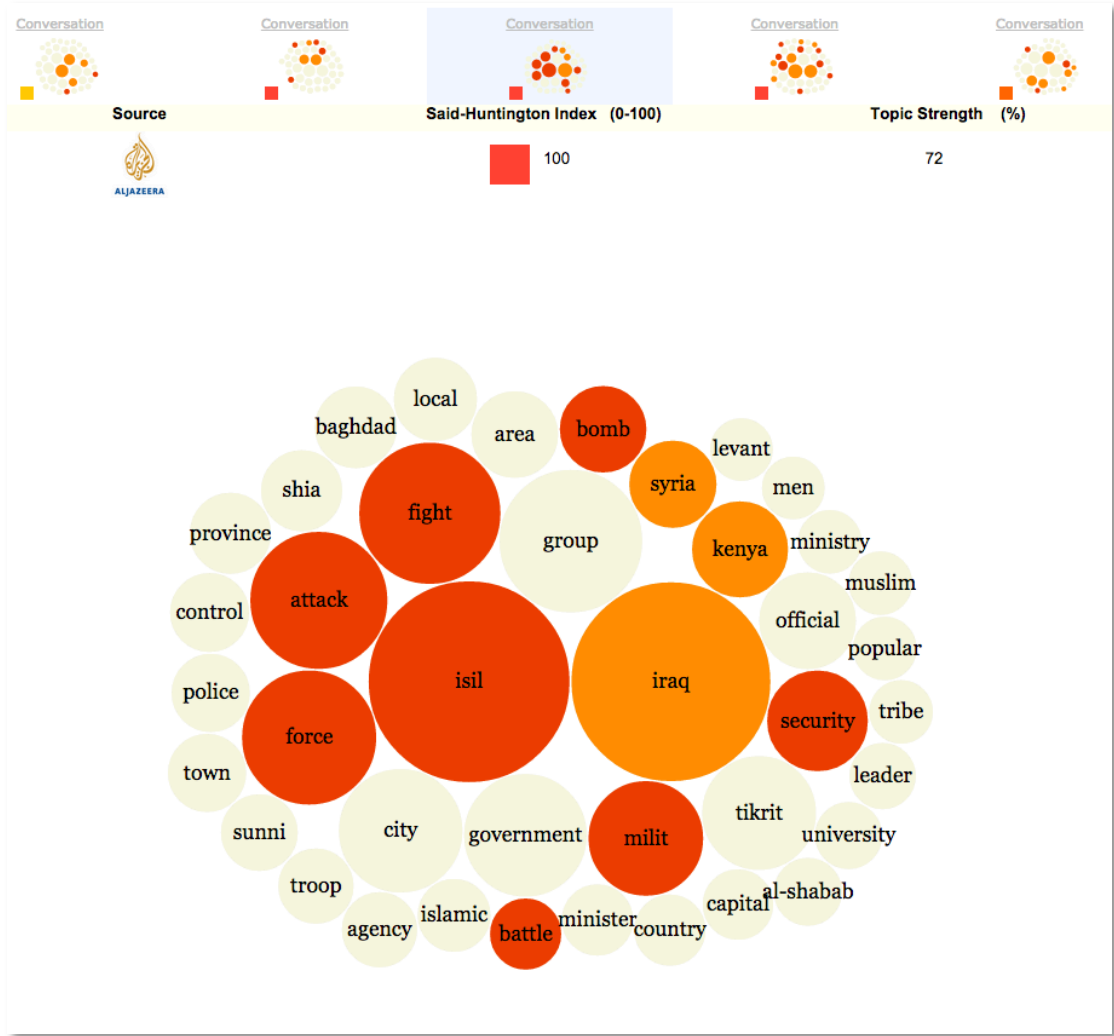 Conversation
Conversation
Conversation
Conversation
Conversation
Source
Said-Huntington Index (0-100)
Topic Strength (%)
ALJAZEERA
100
72
local
baghdad
area
bomb
levant
syria
men
shia
fight
province
group
kenya
ministry
muslim
attack
control
official
popular
isil
iraq
police
tribe
security
force
town
leader
tikrit
city
sunni
government
milit
university
troop
al-shabab
capital
islamic
minister
agency
battle
country